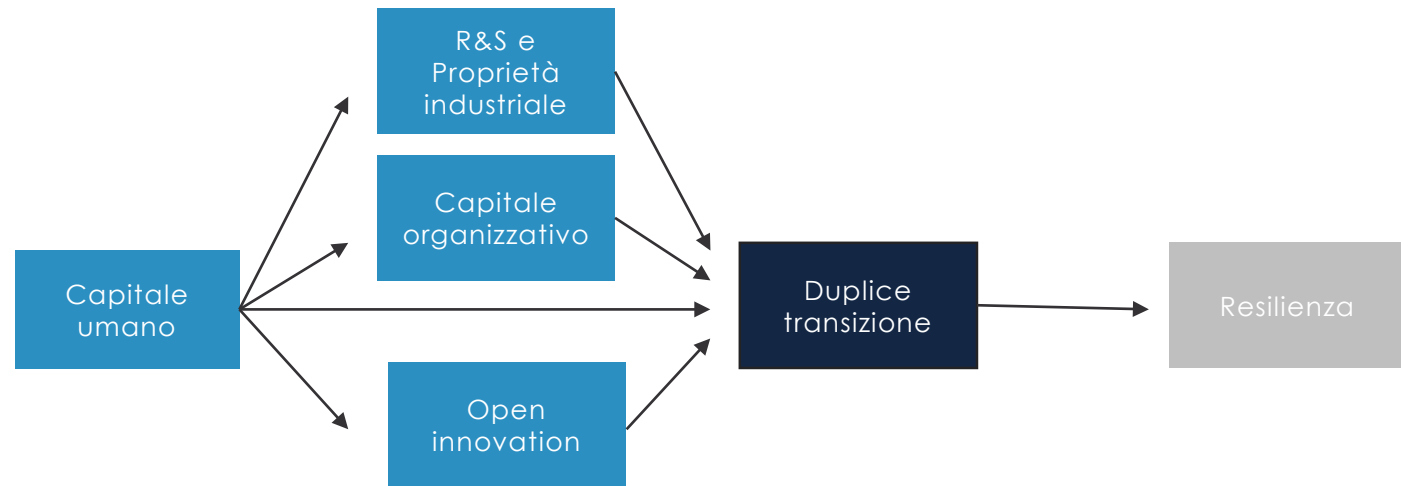 R&S e
Proprietà
industriale
Capitale
organizzativo
Capitale
umano
Duplice
transizione
Resilienza
Open
innovation